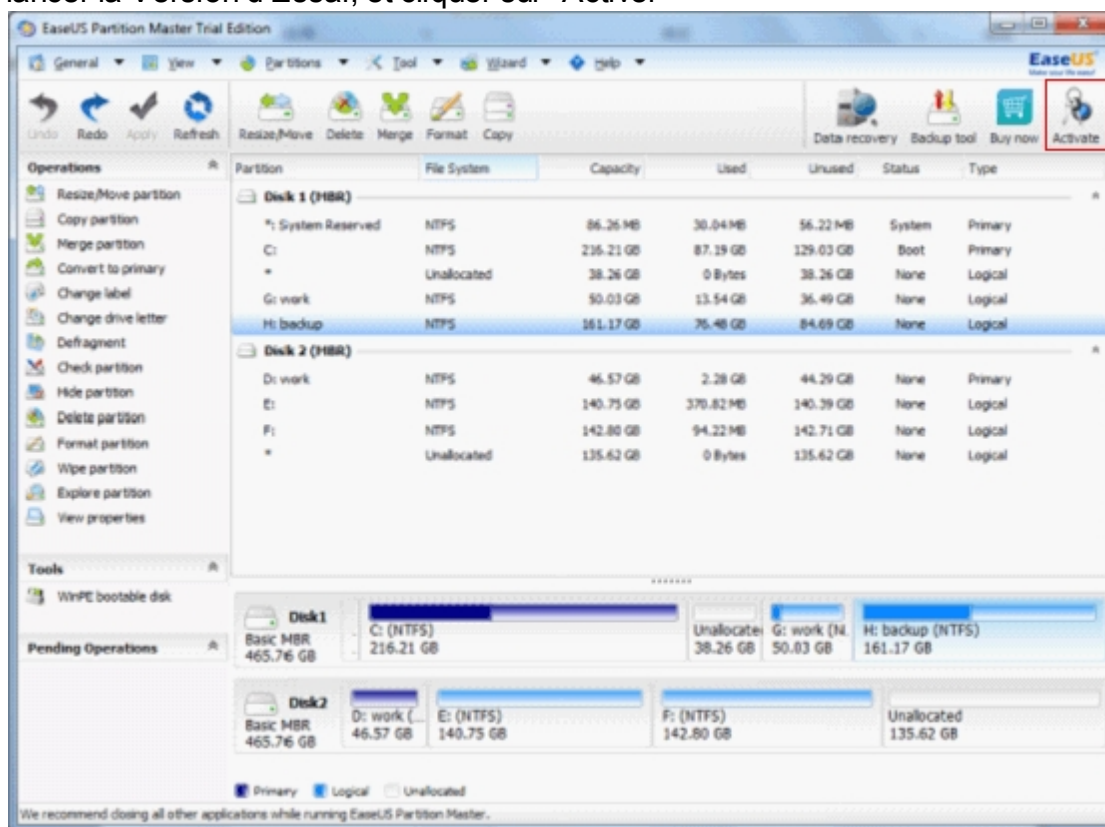 lancer la Version d'Essai, et cliquer sur "Active.
EaseUS Partition Master Trial Edition
General View Partitions Tool Wizard Help EaseUS
Undo Redo Apply Refresh Resize/Move Delete Merge Format Copy Data recovery Backup tool Buy now Activate
Operations
Resize/Move partition
Copy partition
Merge partition
Convert to primary
Change label
Change drive letter
Defragment
Check partition
Hide partition
Delete partition
Format partition
Wipe partition
Explore partition
View properties
Tools
WinPE bootable disk
Pending Operations
Partition File System Capacity Used Unused Status Type
Disk 1 (MBR)
*: System Reserved NTFS 86.26 MB 30.04 MB 56.22 MB System Primary
C: NTFS 216.21 GB 87.19 GB 129.03 GB Boot Primary
* Unallocated 38.26 GB 0 Bytes 38.26 GB None Logical
G: work NTFS 50.03 GB 13.54 GB 36.49 GB None Logical
H: backup NTFS 161.17 GB 76.48 GB 84.69 GB None Logical
Disk 2 (MBR)
D: work NTFS 46.57 GB 2.28 GB 44.29 GB None Primary
E: NTFS 140.75 GB 370.82 MB 140.39 GB None Logical
F: NTFS 142.80 GB 94.22 MB 142.71 GB None Logical
* Unallocated 135.62 GB 0 Bytes 135.62 GB None Logical
Disk1
Basic MBR
465.76 GB
C: (NTFS)
216.21 GB
Unallocate
38.26 GB
G: work (N.
50.03 GB
H: backup (NTFS)
161.17 GB
Disk2
Basic MBR
465.76 GB
D: work (...
46.57 GB
E: (NTFS)
140.75 GB
F: (NTFS)
142.80 GB
Unallocated
135.62 GB
Primary Logical Unallocated
We recommend closing all other applications while running EaseUS Partition Master.